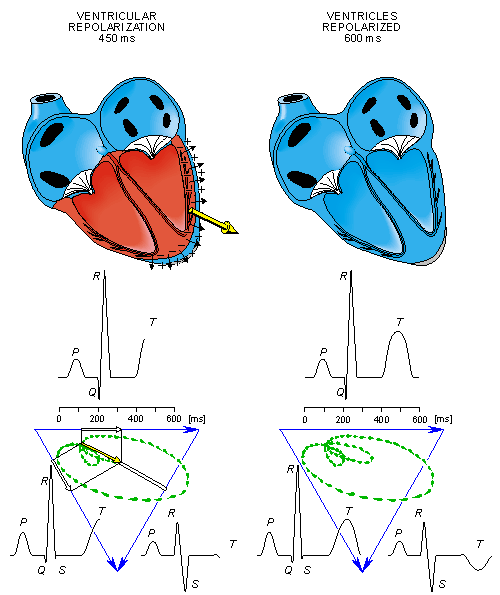 VENTRICULAR
REPOLARIZATION
450 ms
VENTRICLES
REPOLARIZED
600 ms
R
P
T
Q
R
P
T
Q
0 200 400 600 [ms]
0 200 400 600 [ms]
R
P
T
Q S
R
P
T
S
R
P
T
Q S
R
P
T
S